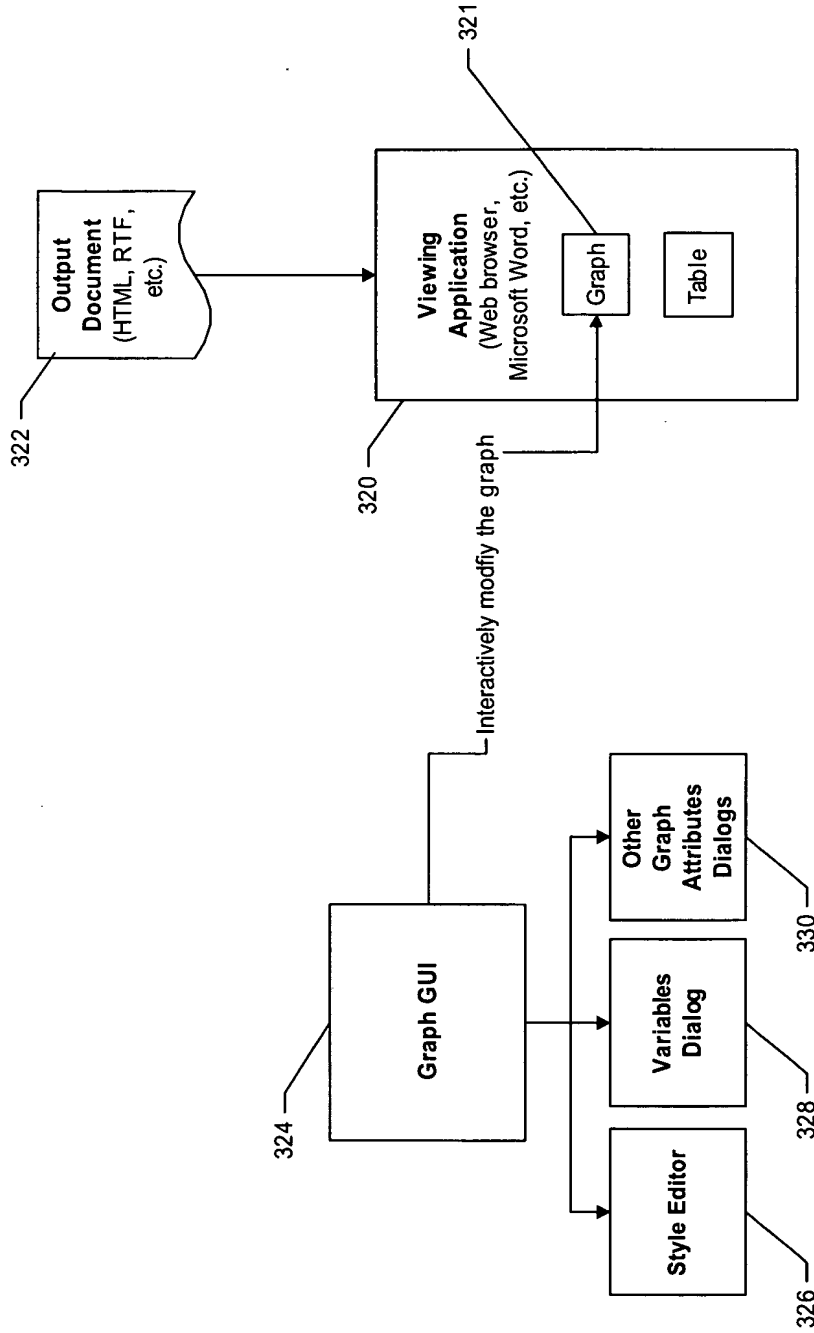 322
Output
Document
(HTML, RTF,
etc.)
320
Viewing
Application
(Web browser,
Microsoft Word, etc.)
Graph
321
Table
Interactively modfiy the graph
324
Graph GUI
Style Editor
326
Variables
Dialog
328
Other
Graph
Attributes
Dialogs
330